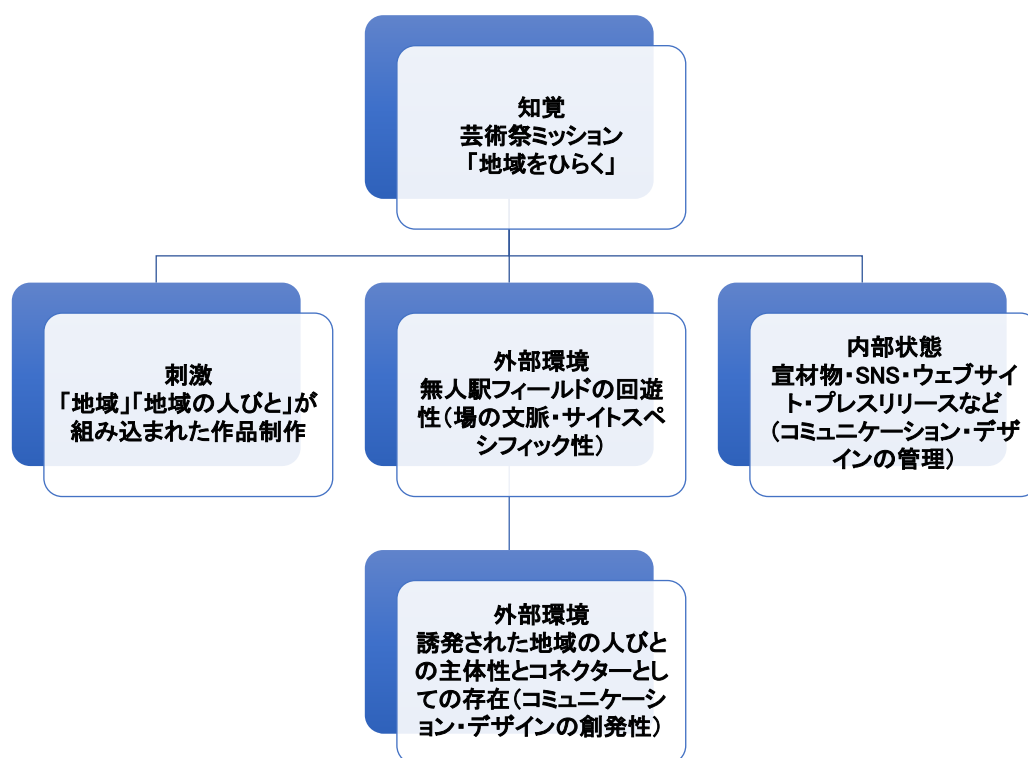 知覚
芸術祭ミッション
「地域をひらく」
刺激
「地域」「地域の人びと」が
組み込まれた作品制作
外部環境
無人駅フィールドの回遊
性(場の文脈・サイトスペ
シフィック性)
内部状態
宣材物・SNS・ウェブサイ
ト・プレスリリースなど
(コミュニケーション・デザ
インの管理)
外部環境
誘発された地域の人びと
の主体性とコネクターとし
ての存在(コミュニケーシ
ョン・デザインの創発性)